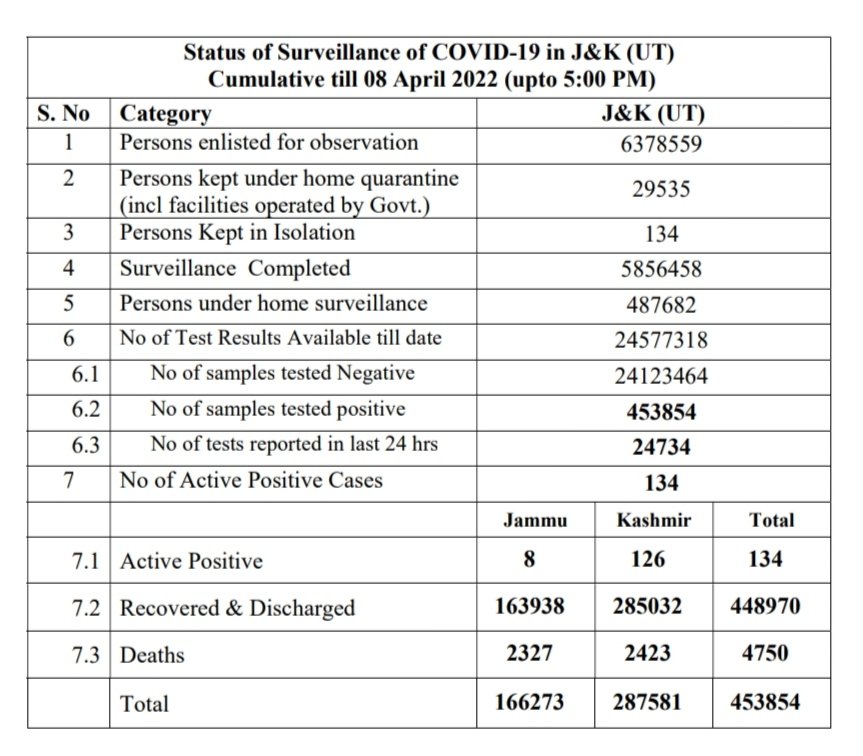 Status of Surveillance of COVID-19 in J&K (UT)
Cumulative till 08 April 2022 (upto 5:00 PM)
S. No Category J&K (UT)
1 Persons enlisted for observation 6378559
2 Persons kept under home quarantine
(incl facilities operated by Govt.) 29535
3 Persons Kept in Isolation 134
4 Surveillance Completed 5856458
5 Persons under home surveillance 487682
6 No of Test Results Available till date 24577318
6.1 No of samples tested Negative 24123464
6.2 No of samples tested positive 453854
6.3 No of tests reported in last 24 hrs 24734
7 No of Active Positive Cases 134
Jammu Kashmir Total
7.1 Active Positive 8 126 134
7.2 Recovered & Discharged 163938 285032 448970
7.3 Deaths 2327 2423 4750
Total 166273 287581 453854